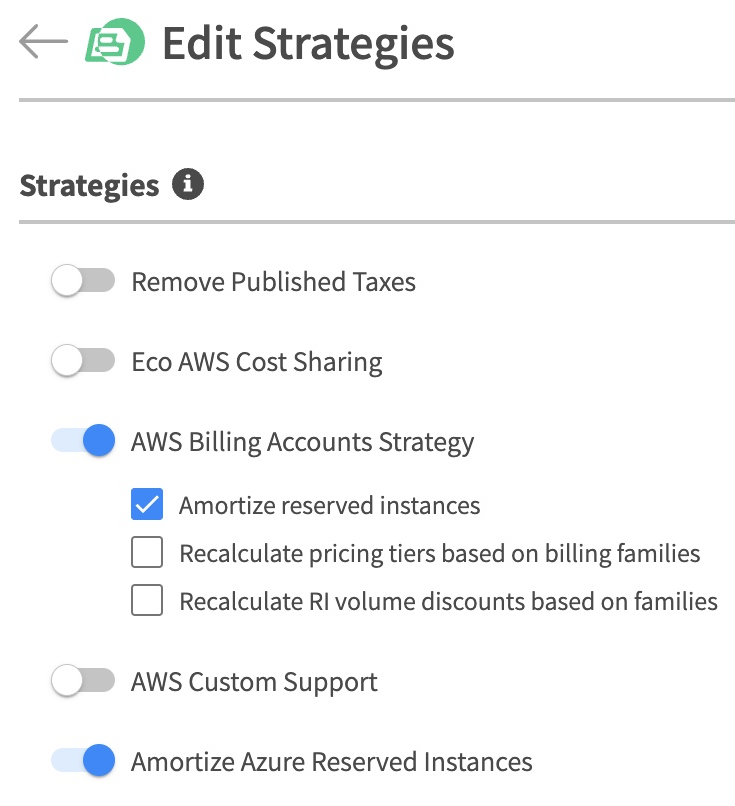 Edit Strategies
Strategies
Remove Published Taxes
Eco AWS Cost Sharing
AWS Billing Accounts Strategy
Amortize reserved instances
Recalculate pricing tiers based on billing families
Recalculate RI volume discounts based on families
AWS Custom Support
Amortize Azure Reserved Instances